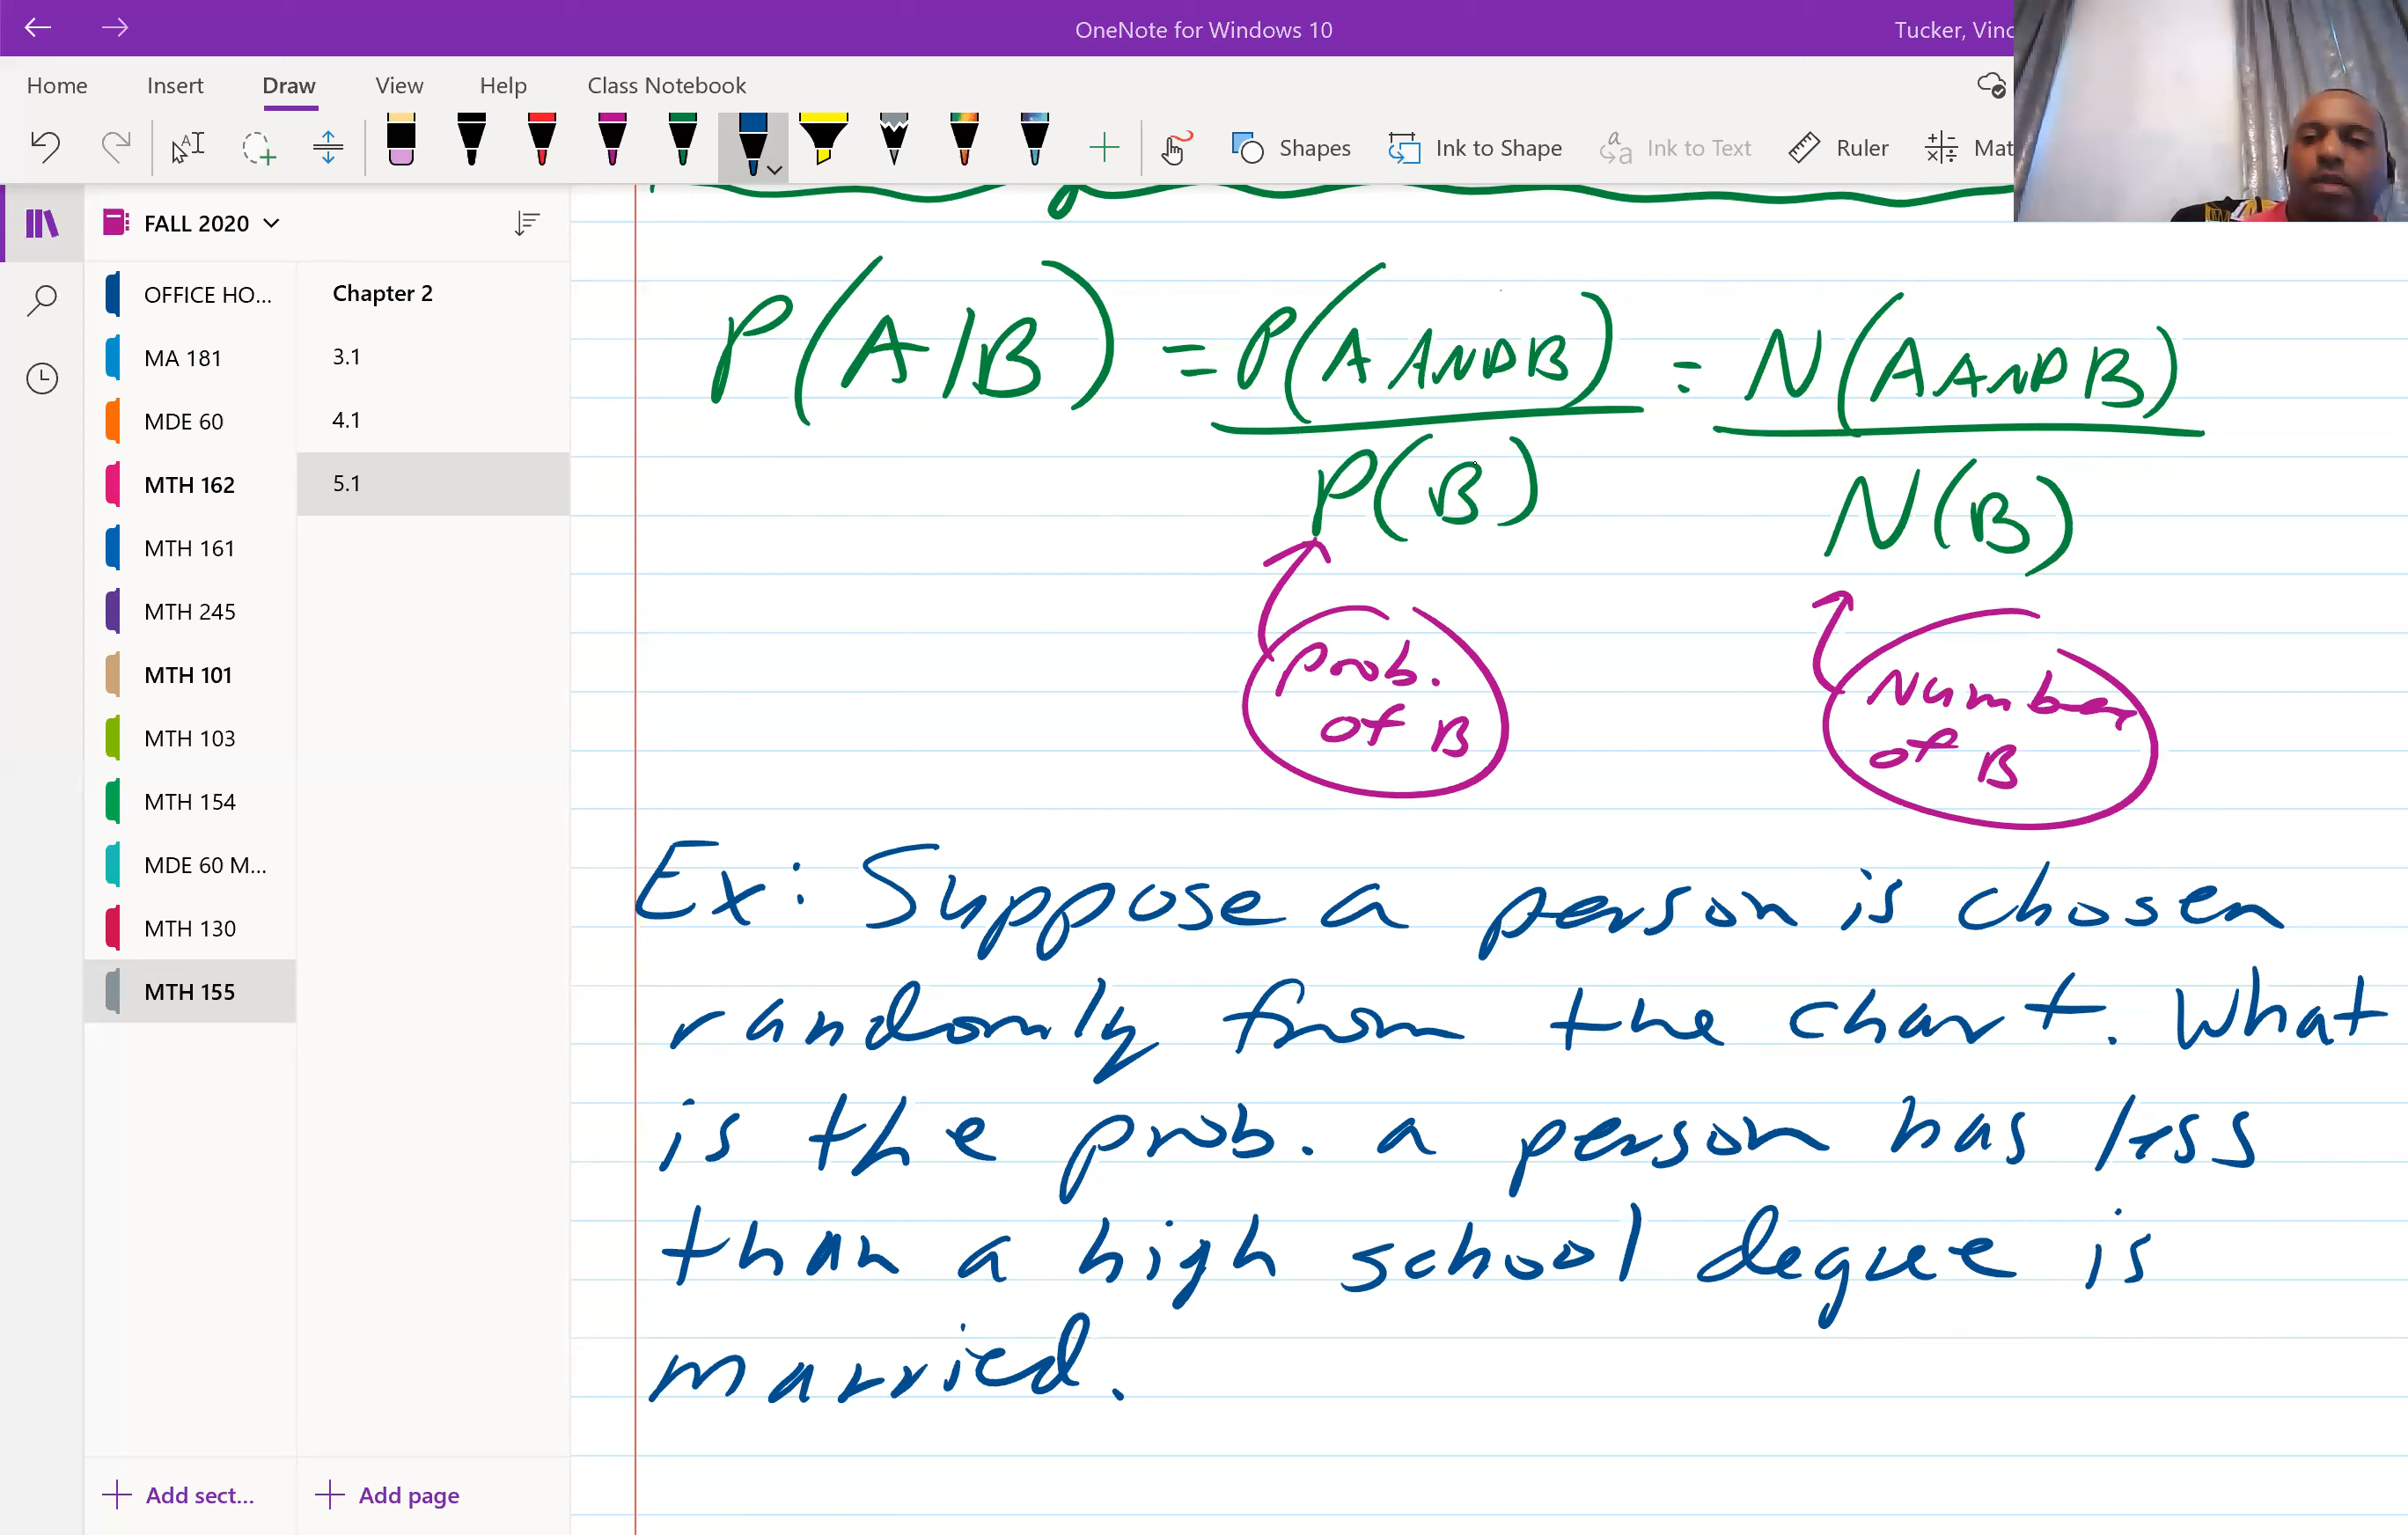 OneNote for Windows 10
Tucker, Vinc
Home Insert Draw View Help Class Notebook
Shapes Ink to Shape Ink to Text Ruler Mat
FALL 2020
OFFICE HO...
MA 181
MDE 60
MTH 162
MTH 161
MTH 245
MTH 101
MTH 103
MTH 154
MDE 60 M...
MTH 130
MTH 155
Add sect...
Chapter 2
3.1
4.1
5.1
Add page
P(A|B) = P(A AND B) / P(B) = N(A AND B) / N(B)
Prob.
of B
Number
of B
Ex: Suppose a person is chosen
randomly from the chart. What
is the prob. a person has less
than a high school degree is
married.